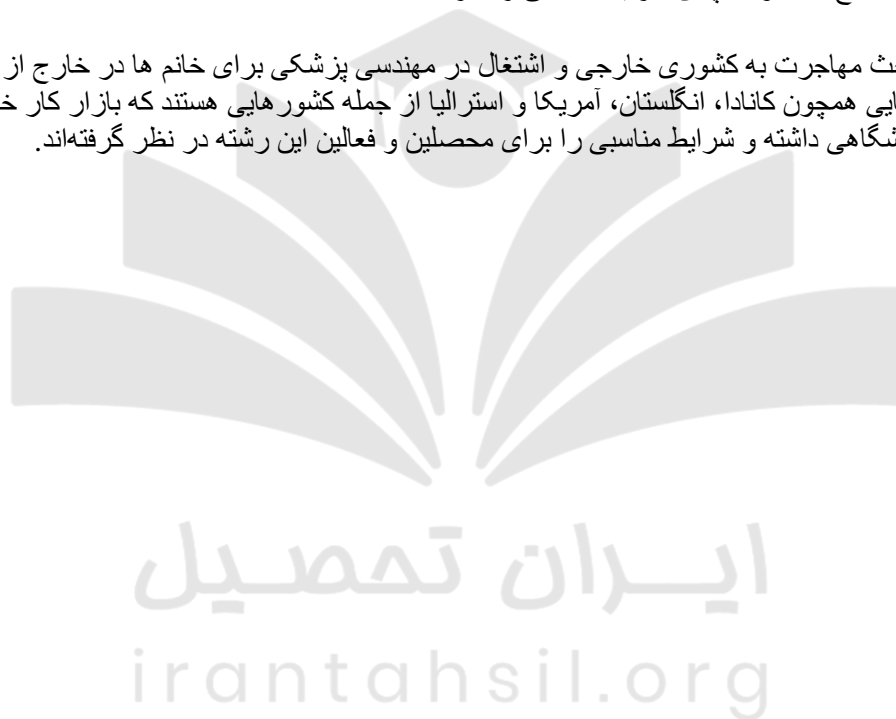 مهاجرت به کشوری خارجی و اشتغال در مهندسی پزشکی برای خانم ها در خارج از
همچون کانادا، انگلستان، آمریکا و استرالیا از جمله کشورهایی هستند که بازار کار
داشته و شرایط مناسبی را برای محصلین و فعالین این رشته در نظر گرفته‌اند.
ایران تحصیل
irantahsil.org